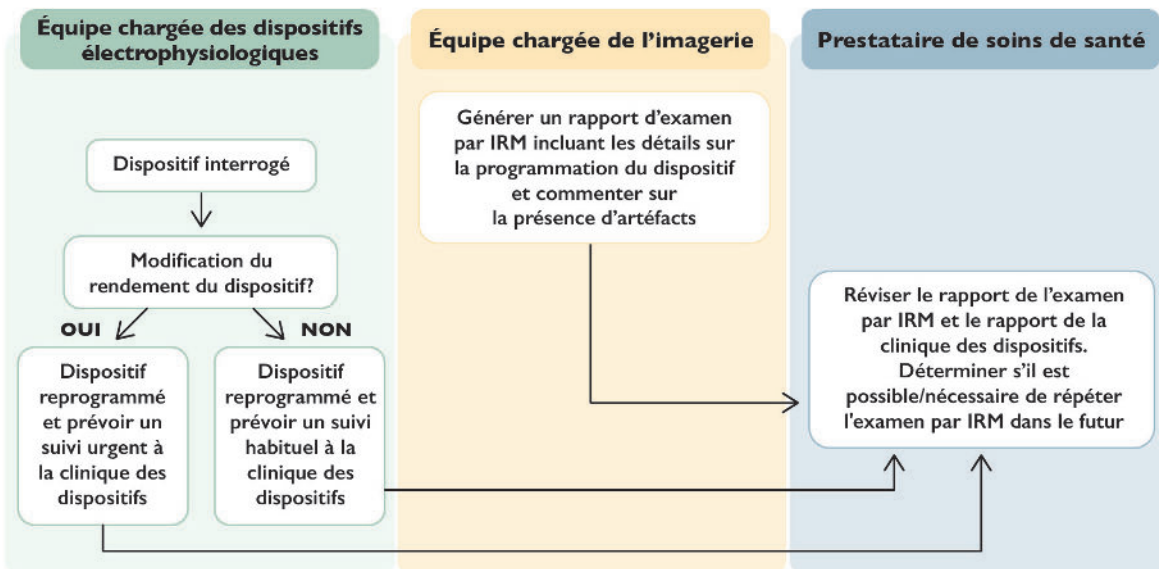 Équipe chargée des dispositifs
électrophysiologiques
Dispositif interrogé
Modification du
rendement du dispositif?
OUI
NON
Dispositif
reprogrammé
et prévoir un
suivi urgent à
la clinique des
dispositifs
Dispositif
reprogrammé et
prévoir un suivi
habituel à la
clinique des
dispositifs
Équipe chargée de l'imagerie
Générer un rapport d'examen
par IRM incluant les détails sur
la programmation du dispositif
et commenter sur
la présence d'artéfacts
Prestataire de soins de santé
Réviser le rapport de l'examen
par IRM et le rapport de la
clinique des dispositifs.
Déterminer s'il est
possible/nécessaire de répéter
l'examen par IRM dans le futur